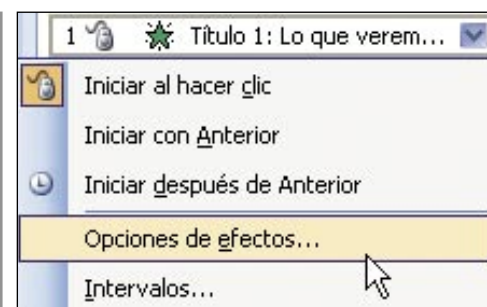 1 Título 1: Lo que verem...
Iniciar al hacer clic
Iniciar con Anterior
Iniciar después de Anterior
Opciones de efectos...
Intervalos...